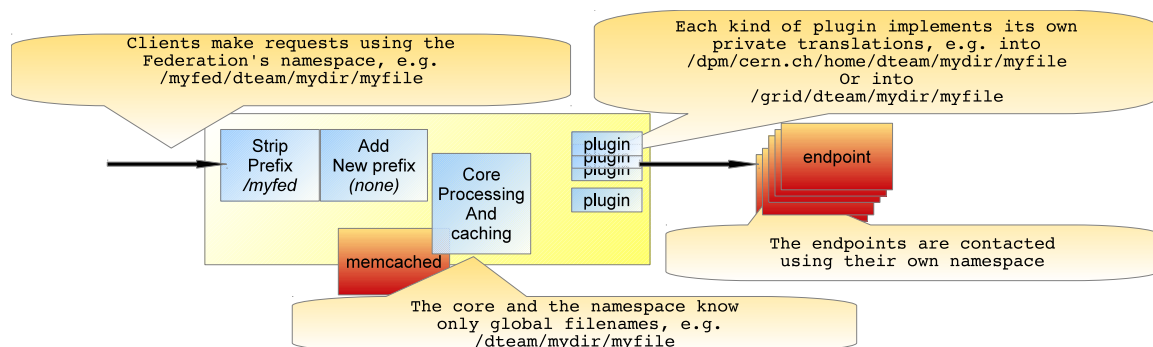 Clients make requests using the
Federation's namespace, e.g.
/myfed/dteam/mydir/myfile
Each kind of plugin implements its own
private translations, e.g. into
/dpm/cern.ch/home/dteam/mydir/myfile
Or into
/grid/dteam/mydir/myfile
Strip
Prefix
/myfed
Add
New prefix
(none)
Core
Processing
And
caching
plugin
plugin
plugin
plugin
endpoint
memcached
The endpoints are contacted
using their own namespace
The core and the namespace know
only global filenames, e.g.
/dteam/mydir/myfile